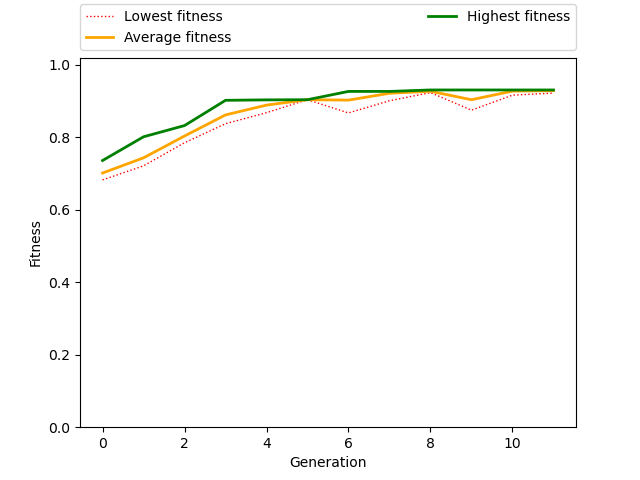 Lowest fitness
Average fitness
Highest fitness
1.0
0.8
0.6
0.4
0.2
0.0
Fitness
0 2 4 6 8 10
Generation